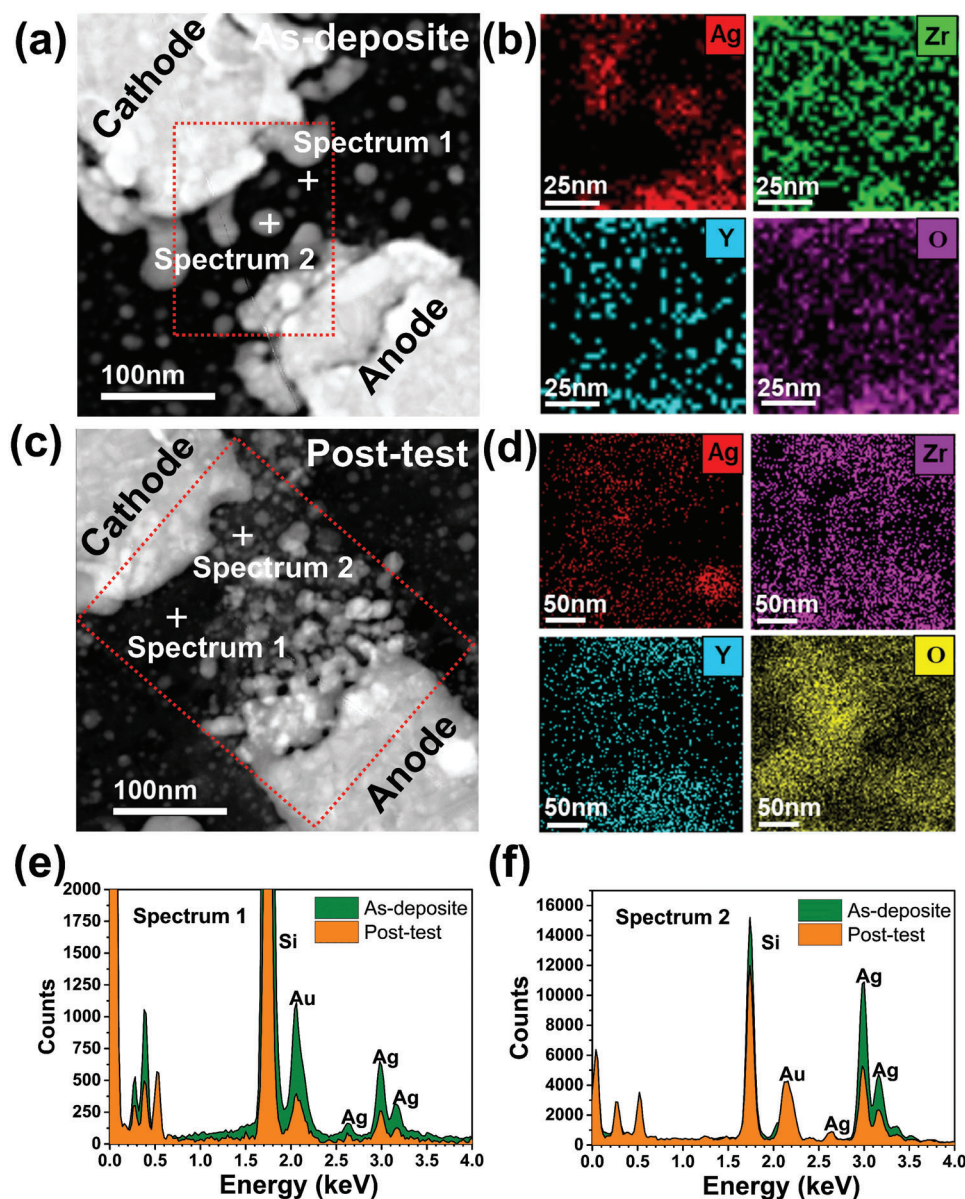 (a)
As-deposite
Cathode
Spectrum 1
Spectrum 2
Anode
100nm
(b)
Ag
25nm
Zr
25nm
Y
25nm
O
25nm
(c)
Post-test
Cathode
Spectrum 2
Spectrum 1
Anode
100nm
(d)
Ag
50nm
Zr
50nm
Y
50nm
O
50nm
(e)
Spectrum 1
As-deposite
Post-test
Si
Au
Ag
Ag
Ag
Counts
2000
1750
1500
1250
1000
750
500
250
0
0.0 0.5 1.0 1.5 2.0 2.5 3.0 3.5 4.0
Energy (keV)
(f)
Spectrum 2
As-deposite
Post-test
Si
Au
Ag
Ag
Ag
Counts
16000
14000
12000
10000
8000
6000
4000
2000
0
0.0 0.5 1.0 1.5 2.0 2.5 3.0 3.5 4.0
Energy (keV)